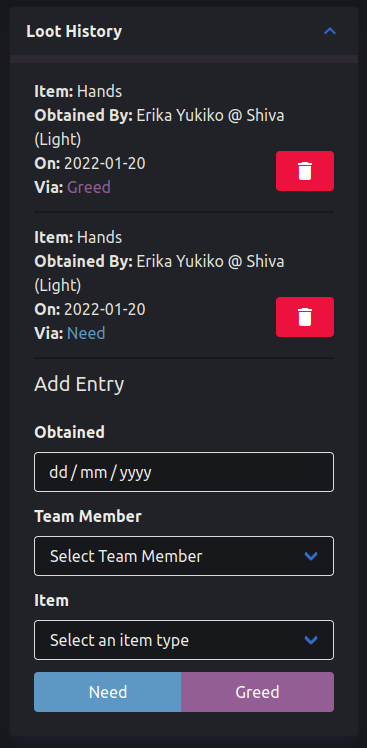 Loot History
Item: Hands
Obtained By: Erika Yukiko @ Shiva
(Light)
On: 2022-01-20
Via: Greed
Item: Hands
Obtained By: Erika Yukiko @ Shiva
(Light)
On: 2022-01-20
Via: Need
Add Entry
Obtained
dd / mm / yyyy
Team Member
Select Team Member
Item
Select an item type
Need Greed